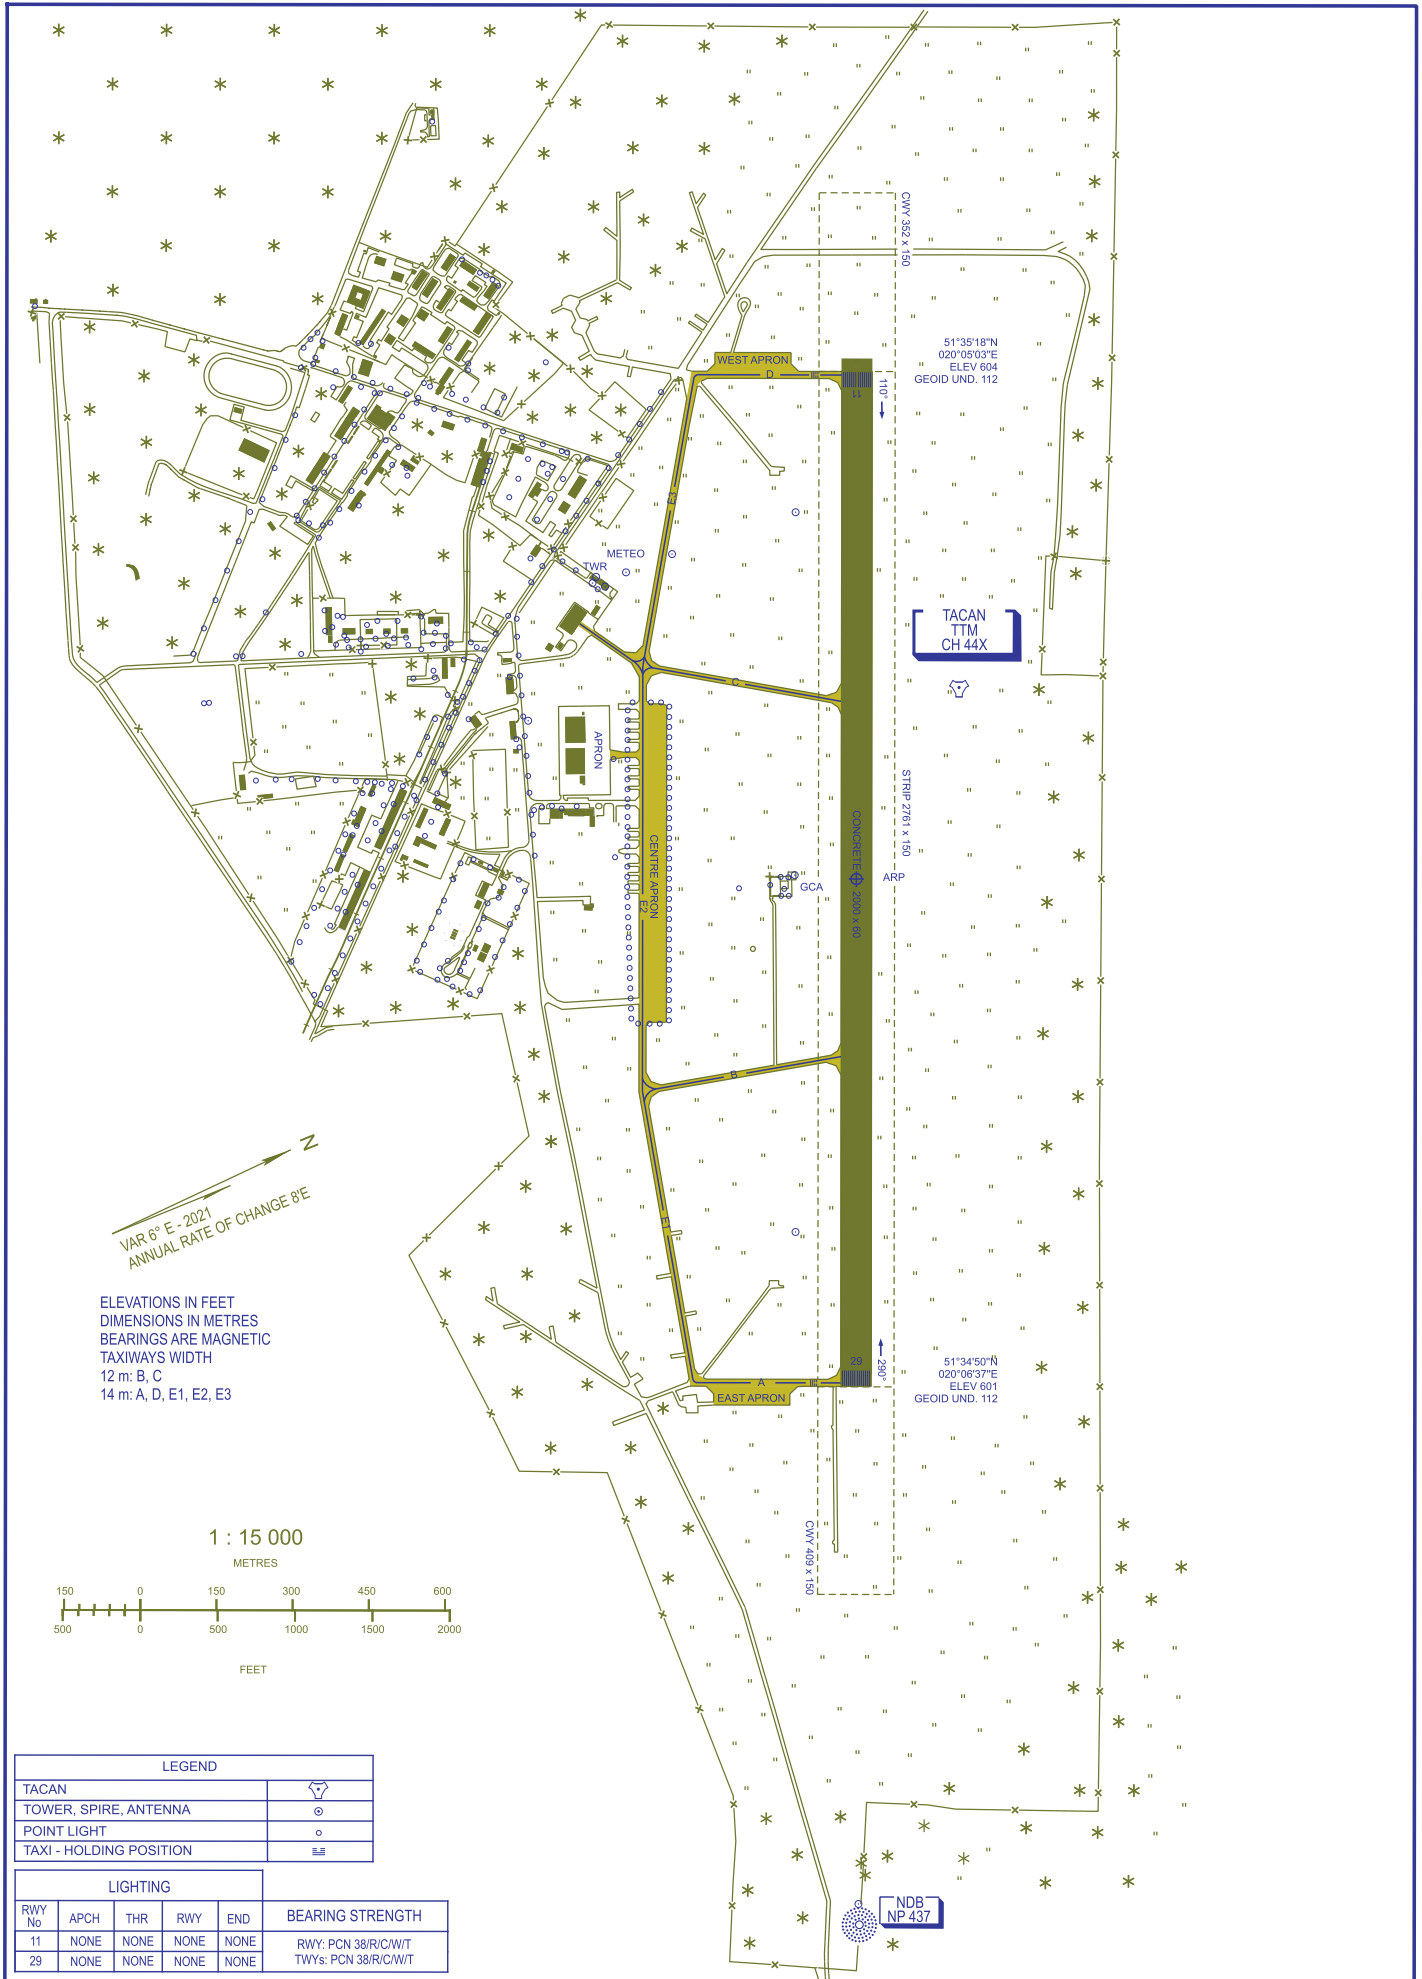 CWY 352 x 150
51°35'18"N
020°05'03"E
ELEV 604
GEOID UND. 112
WEST APRON
D
11
110°
E3
METEO
TWR
TACAN
TTM
CH 44X
C
APRON
STRIP 2761 x 150
CENTRE APRON
CONCRETE 2000 x 60
ARP
GCA
E2
B
N
VAR 6° E - 2021
ANNUAL RATE OF CHANGE 8'E
E1
ELEVATIONS IN FEET
DIMENSIONS IN METRES
BEARINGS ARE MAGNETIC
TAXIWAYS WIDTH
12 m: B, C
14 m: A, D, E1, E2, E3
29
290°
51°34'50"N
020°06'37"E
ELEV 601
GEOID UND. 112
A
EAST APRON
CWY 409 x 150
1 : 15 000
METRES
150 0 150 300 450 600
500 0 500 1000 1500 2000
FEET
LEGEND
TACAN
TOWER, SPIRE, ANTENNA
POINT LIGHT
TAXI - HOLDING POSITION
LIGHTING
RWY No APCH THR RWY END BEARING STRENGTH
11 NONE NONE NONE NONE RWY: PCN 38/R/C/W/T
29 NONE NONE NONE NONE TWYs: PCN 38/R/C/W/T
NDB
NP 437